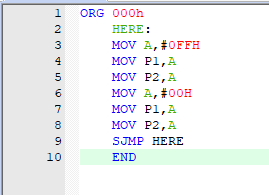 1 ORG 000h
2 HERE:
3 MOV A,#0FFH
4 MOV P1,A
5 MOV P2,A
6 MOV A,#00H
7 MOV P1,A
8 MOV P2,A
9 SJMP HERE
10 END